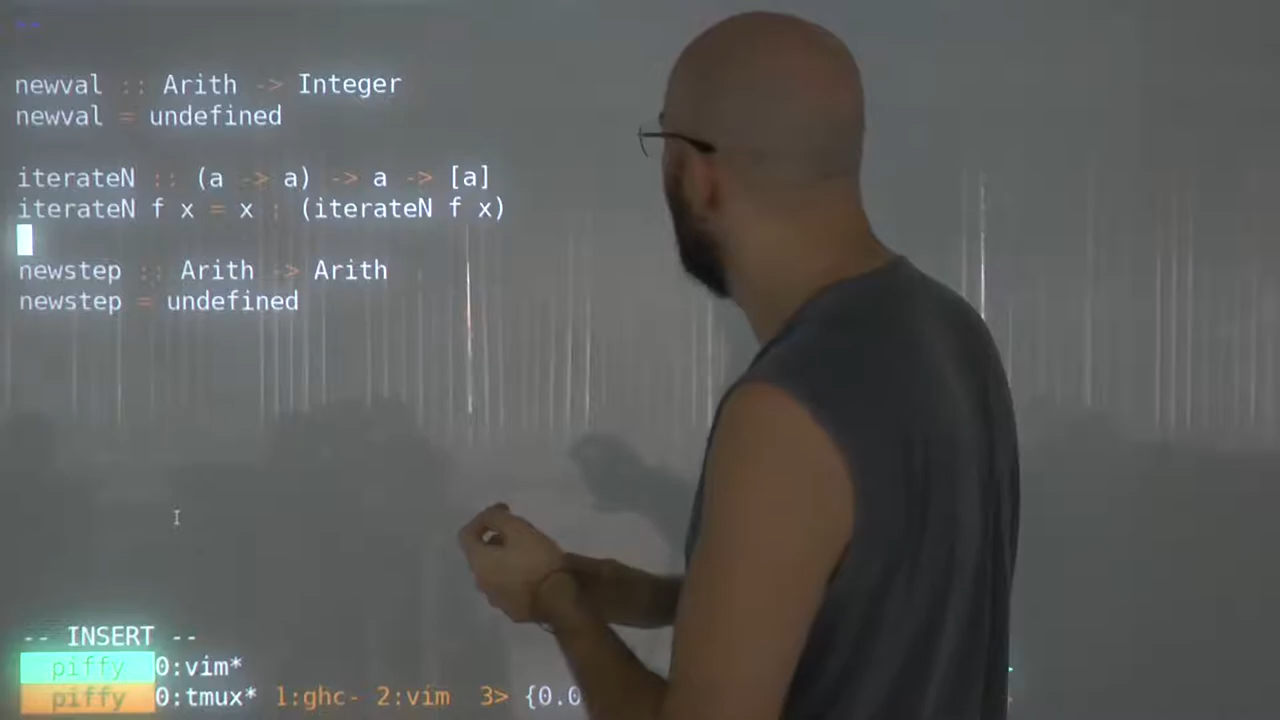 --
newval :: Arith -> Integer
newval = undefined
iterateN :: (a -> a) -> a -> [a]
iterateN f x = x : (iterateN f x)
newstep :: Arith -> Arith
newstep = undefined
-- INSERT --
piffy 0:vim*
piffy 0:tmux* 1:ghc- 2:vim 3> {0.0